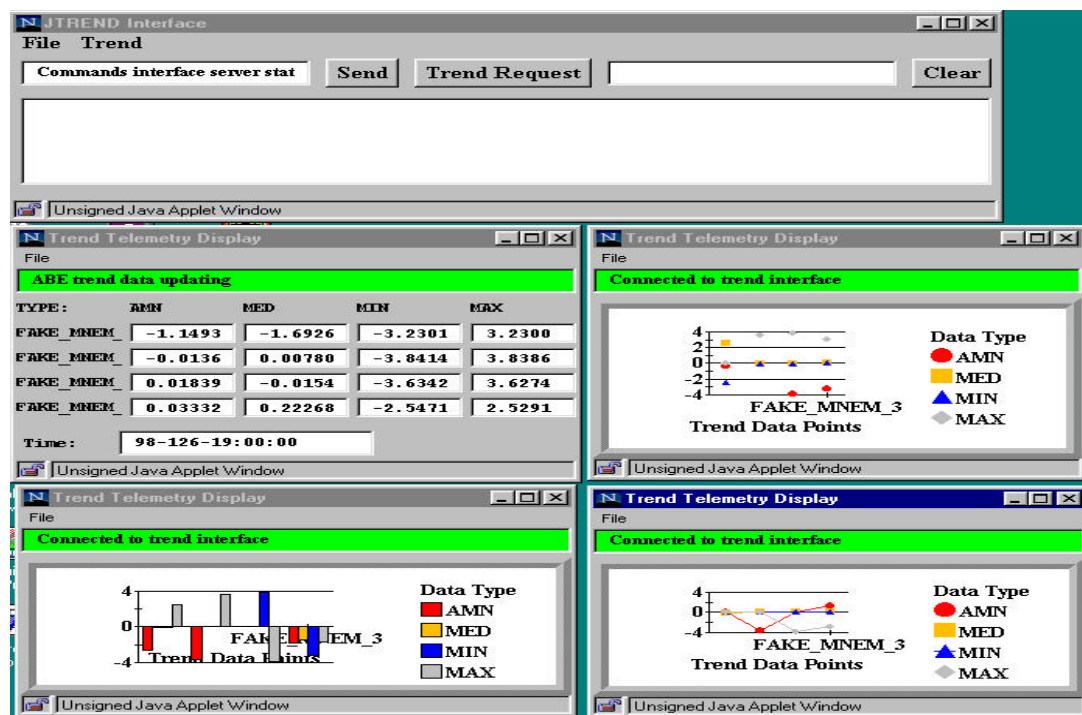 JTREND Interface
File Trend
Commands interface server stat Send Trend Request Clear
Unsigned Java Applet Window
Trend Telemetry Display
File
ABE trend data updating
TYPE: AMN MED MIN MAX
FAKE_MNEM_ -1.1493 -1.6926 -3.2301 3.2300
FAKE_MNEM_ -0.0136 0.00780 -3.8414 3.8386
FAKE_MNEM_ 0.01839 -0.0154 -3.6342 3.6274
FAKE_MNEM_ 0.03332 0.22268 -2.5471 2.5291
Time: 98-126-19:00:00
Unsigned Java Applet Window
Trend Telemetry Display
File
Connected to trend interface
4
2
0
-2
-4
FAKE_MNEM_3
Trend Data Points
Data Type
AMN
MED
MIN
MAX
Unsigned Java Applet Window
Trend Telemetry Display
File
Connected to trend interface
4
0
-4
FAKE_MNEM_3
Trend Data Points
Data Type
AMN
MED
MIN
MAX
Unsigned Java Applet Window
Trend Telemetry Display
File
Connected to trend interface
4
0
-4
FAKE_MNEM_3
Trend Data Points
Data Type
AMN
MED
MIN
MAX
Unsigned Java Applet Window